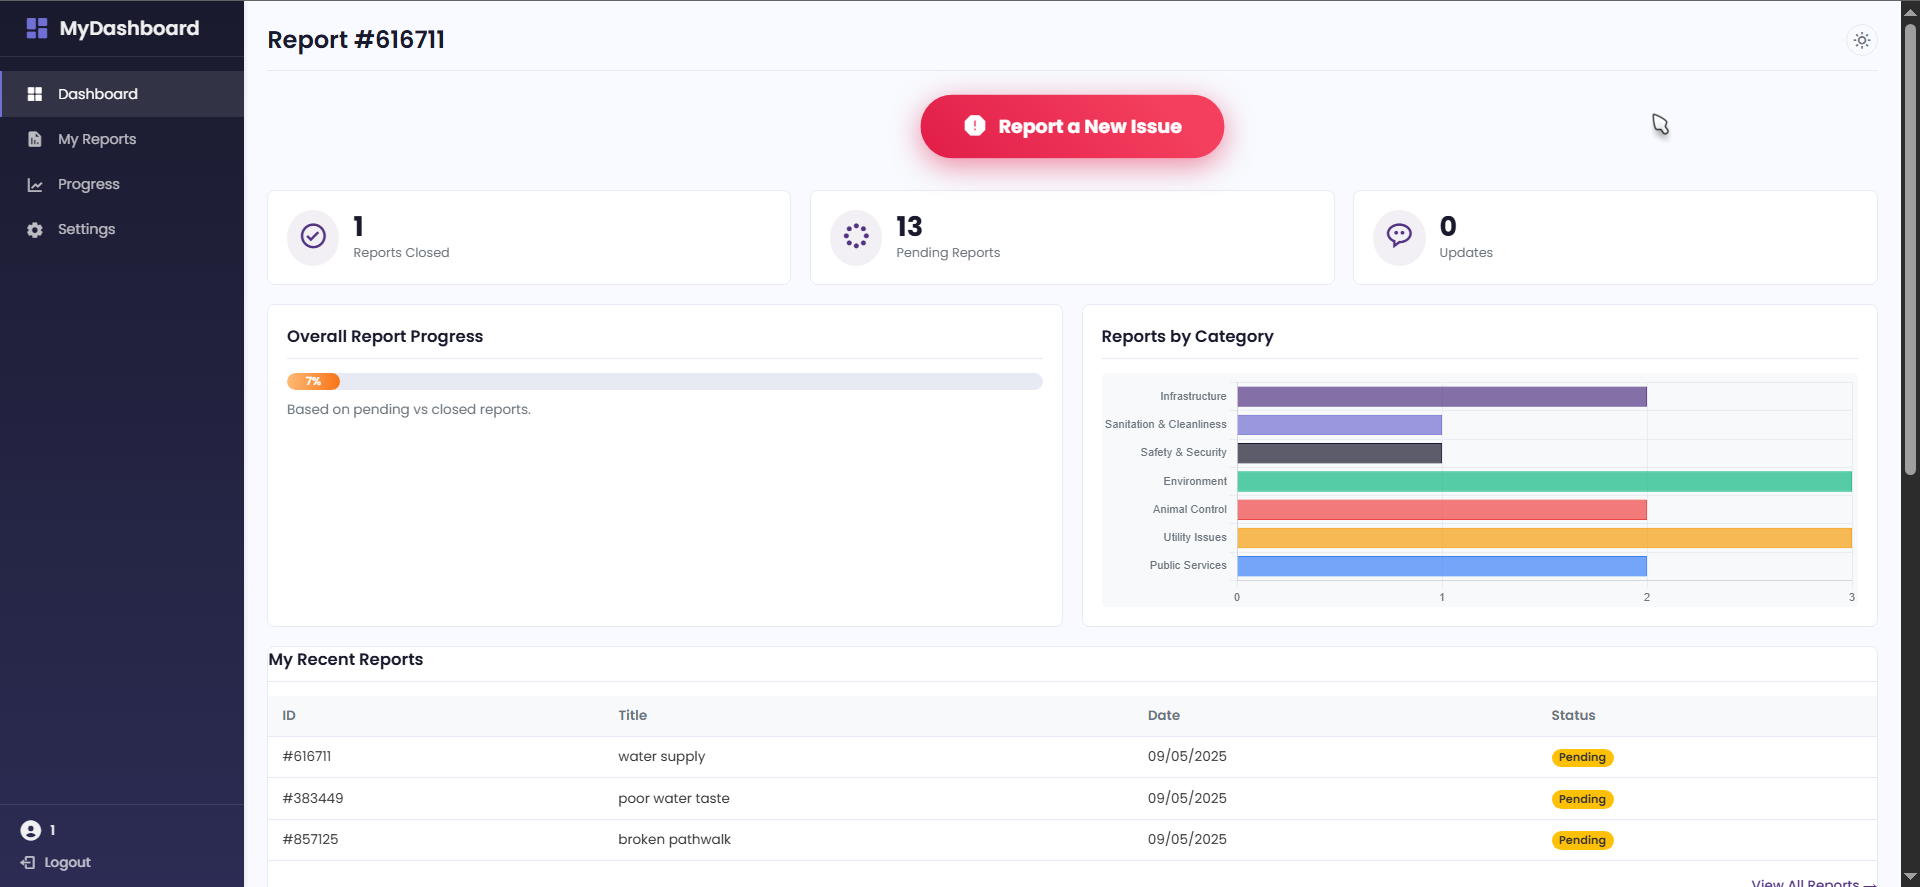 MyDashboard
Dashboard
My Reports
Progress
Settings
1
Logout
Report #616711
Report a New Issue
1
Reports Closed
13
Pending Reports
0
Updates
Overall Report Progress
7%
Based on pending vs closed reports.
Reports by Category
Infrastructure
Sanitation & Cleanliness
Safety & Security
Environment
Animal Control
Utility Issues
Public Services
0 1 2 3
My Recent Reports
ID Title Date Status
#616711 water supply 09/05/2025 Pending
#383449 poor water taste 09/05/2025 Pending
#857125 broken pathwalk 09/05/2025 Pending
View All Reports →